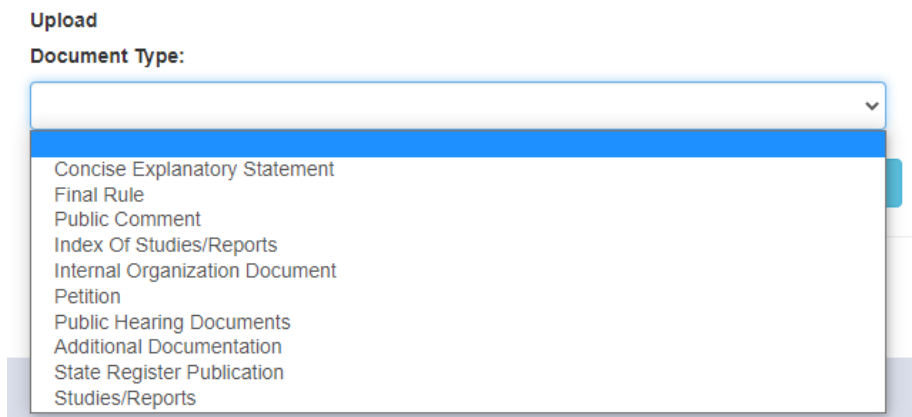 Upload
Document Type:
Concise Explanatory Statement
Final Rule
Public Comment
Index Of Studies/Reports
Internal Organization Document
Petition
Public Hearing Documents
Additional Documentation
State Register Publication
Studies/Reports